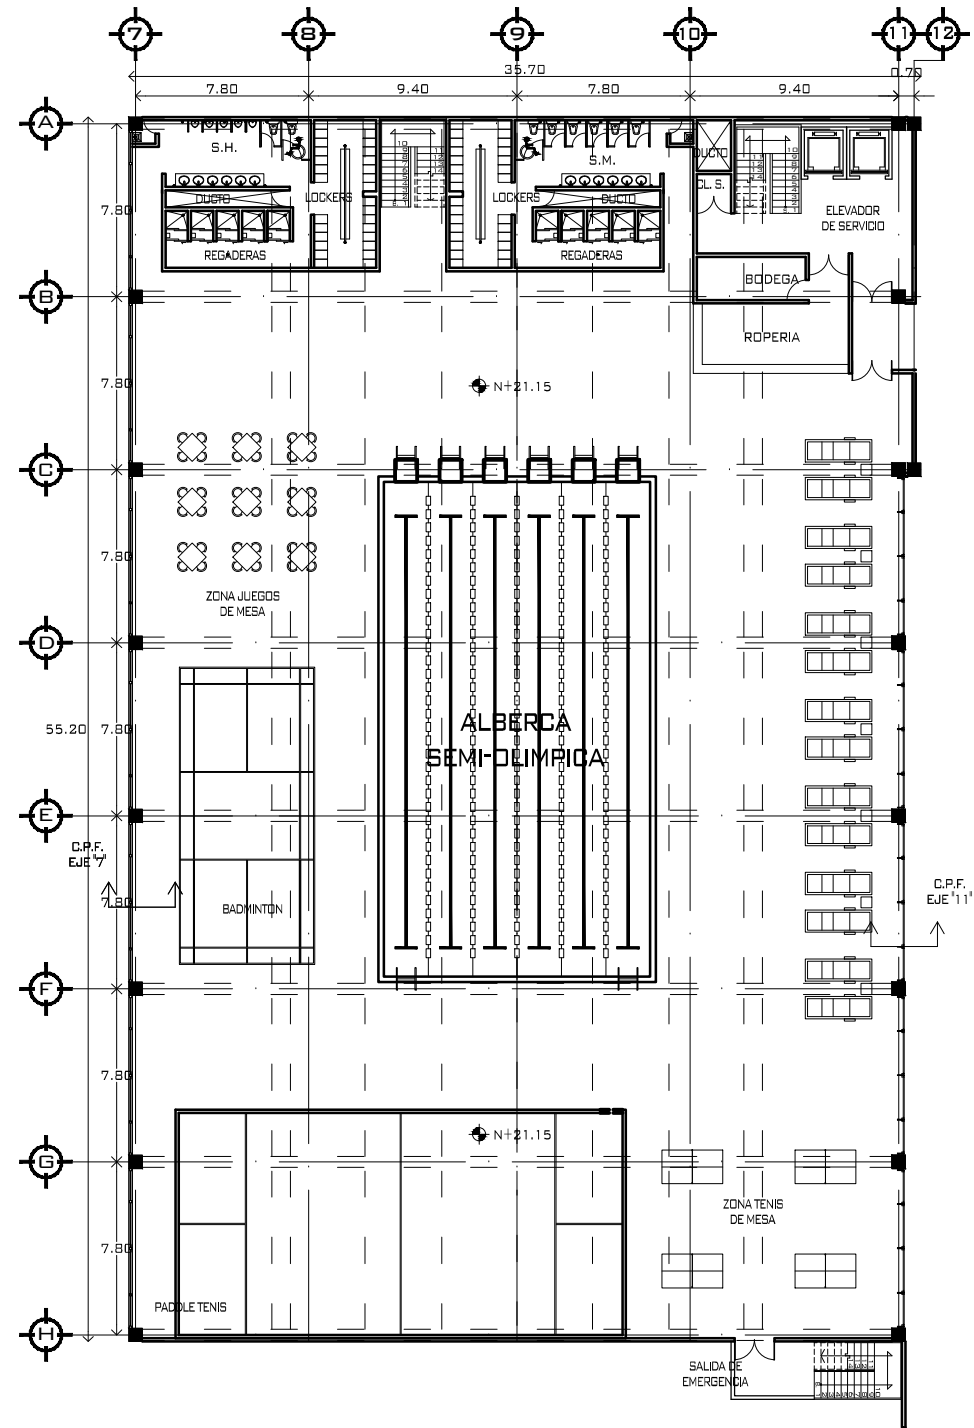 7 8 9 10 11 12
35.70
0.70
7.80 9.40 7.80 9.40
A
S.H.
S.M.
DUCTO
CL. S.
DUCTO
LOCKERS
LOCKERS
DUCTO
ELEVADOR
DE SERVICIO
7.80
REGADERAS
REGADERAS
BODEGA
B
ROPERIA
7.80
N+21.15
C
7.80
ZONA JUEGOS
DE MESA
D
55.20
7.80
ALBERCA
SEMI-OLIMPICA
E
C.P.F.
EJE "7"
C.P.F.
EJE "11"
7.80
BADMINTON
F
7.80
N+21.15
G
ZONA TENIS
DE MESA
7.80
PADDLE TENIS
H
SALIDA DE
EMERGENCIA